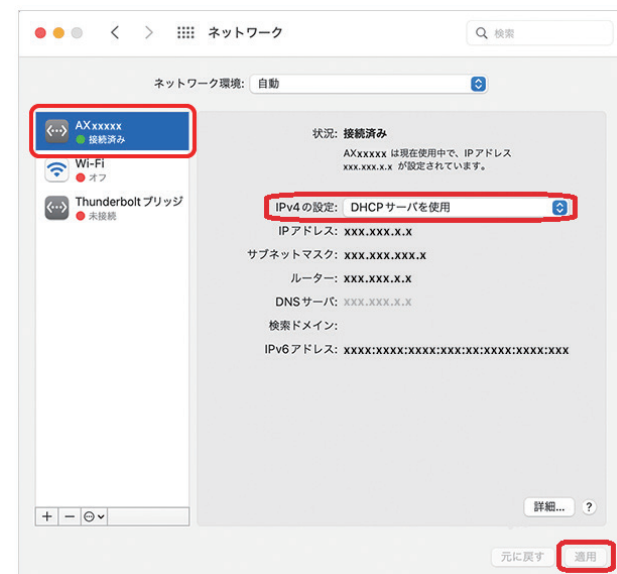 ネットワーク
検索
ネットワーク環境: 自動
AXxxxxx
接続済み
Wi-Fi
オフ
Thunderbolt ブリッジ
未接続
状況: 接続済み
AXxxxxx は現在使用中で、IP アドレス
xxx.xxx.x.x が設定されています。
IPv4 の設定: DHCP サーバを使用
IP アドレス: xxx.xxx.x.x
サブネットマスク: xxx.xxx.xxx.x
ルーター: xxx.xxx.x.x
DNS サーバ: xxx.xxx.x.x
検索ドメイン:
IPv6 アドレス: xxxx:xxxx:xxxx:xxx:xx:xxxx:xxxx:xxx
詳細... ?
元に戻す 適用